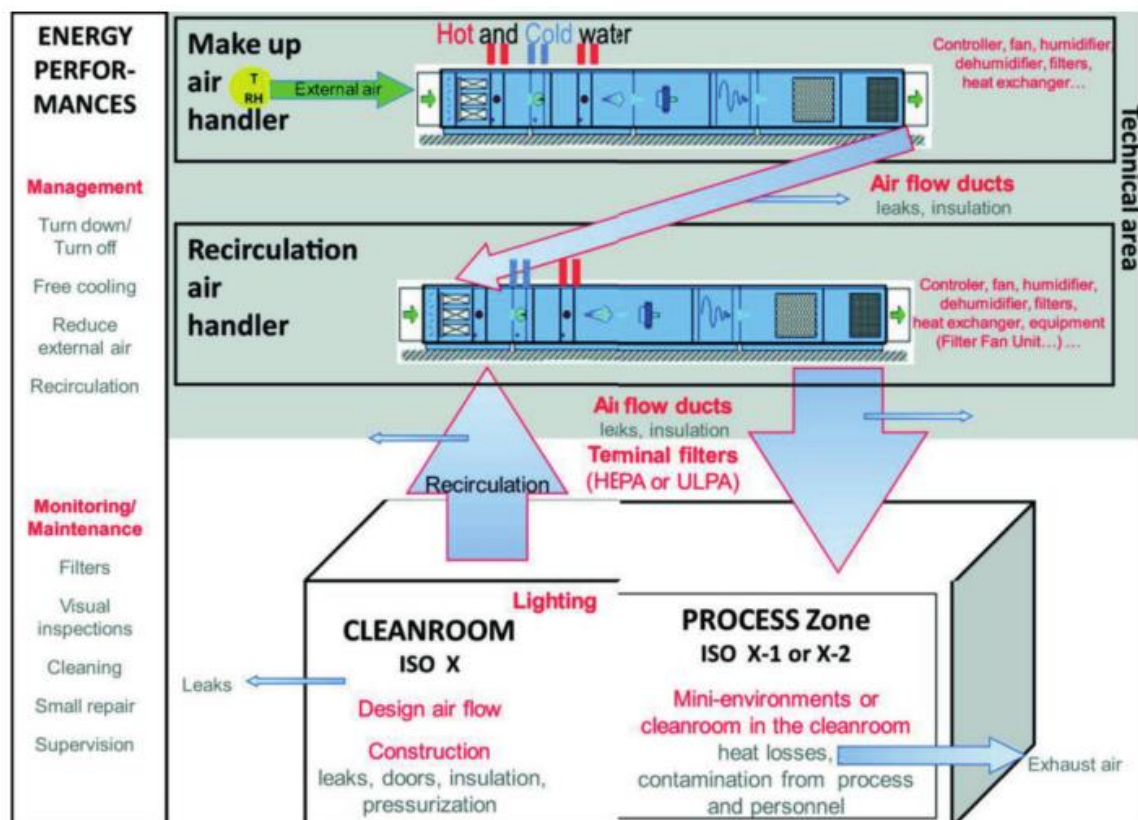 ENERGY
PERFOR-
MANCES
Management
Turn down/
Turn off
Free cooling
Reduce
external air
Recirculation
Monitoring/
Maintenance
Filters
Visual
inspections
Cleaning
Small repair
Supervision
Make up
air
handler
T
RH
External air
Hot and Cold water
Controller, fan, humidifier,
dehumidifier, filters,
heat exchanger...
Technical area
Air flow ducts
leaks, insulation
Recirculation
air
handler
Controler, fan, humidifier,
dehumidifier, filters,
heat exchanger, equipment
(Filter Fan Unit...) ...
Air flow ducts
leaks, insulation
Terminal filters
(HEPA or ULPA)
Recirculation
Lighting
CLEANROOM
ISO X
Design air flow
Construction
leaks, doors, insulation,
pressurization
Leaks
PROCESS Zone
ISO X-1 or X-2
Mini-environments or
cleanroom in the cleanroom
heat losses,
contamination from process
and personnel
Exhaust air